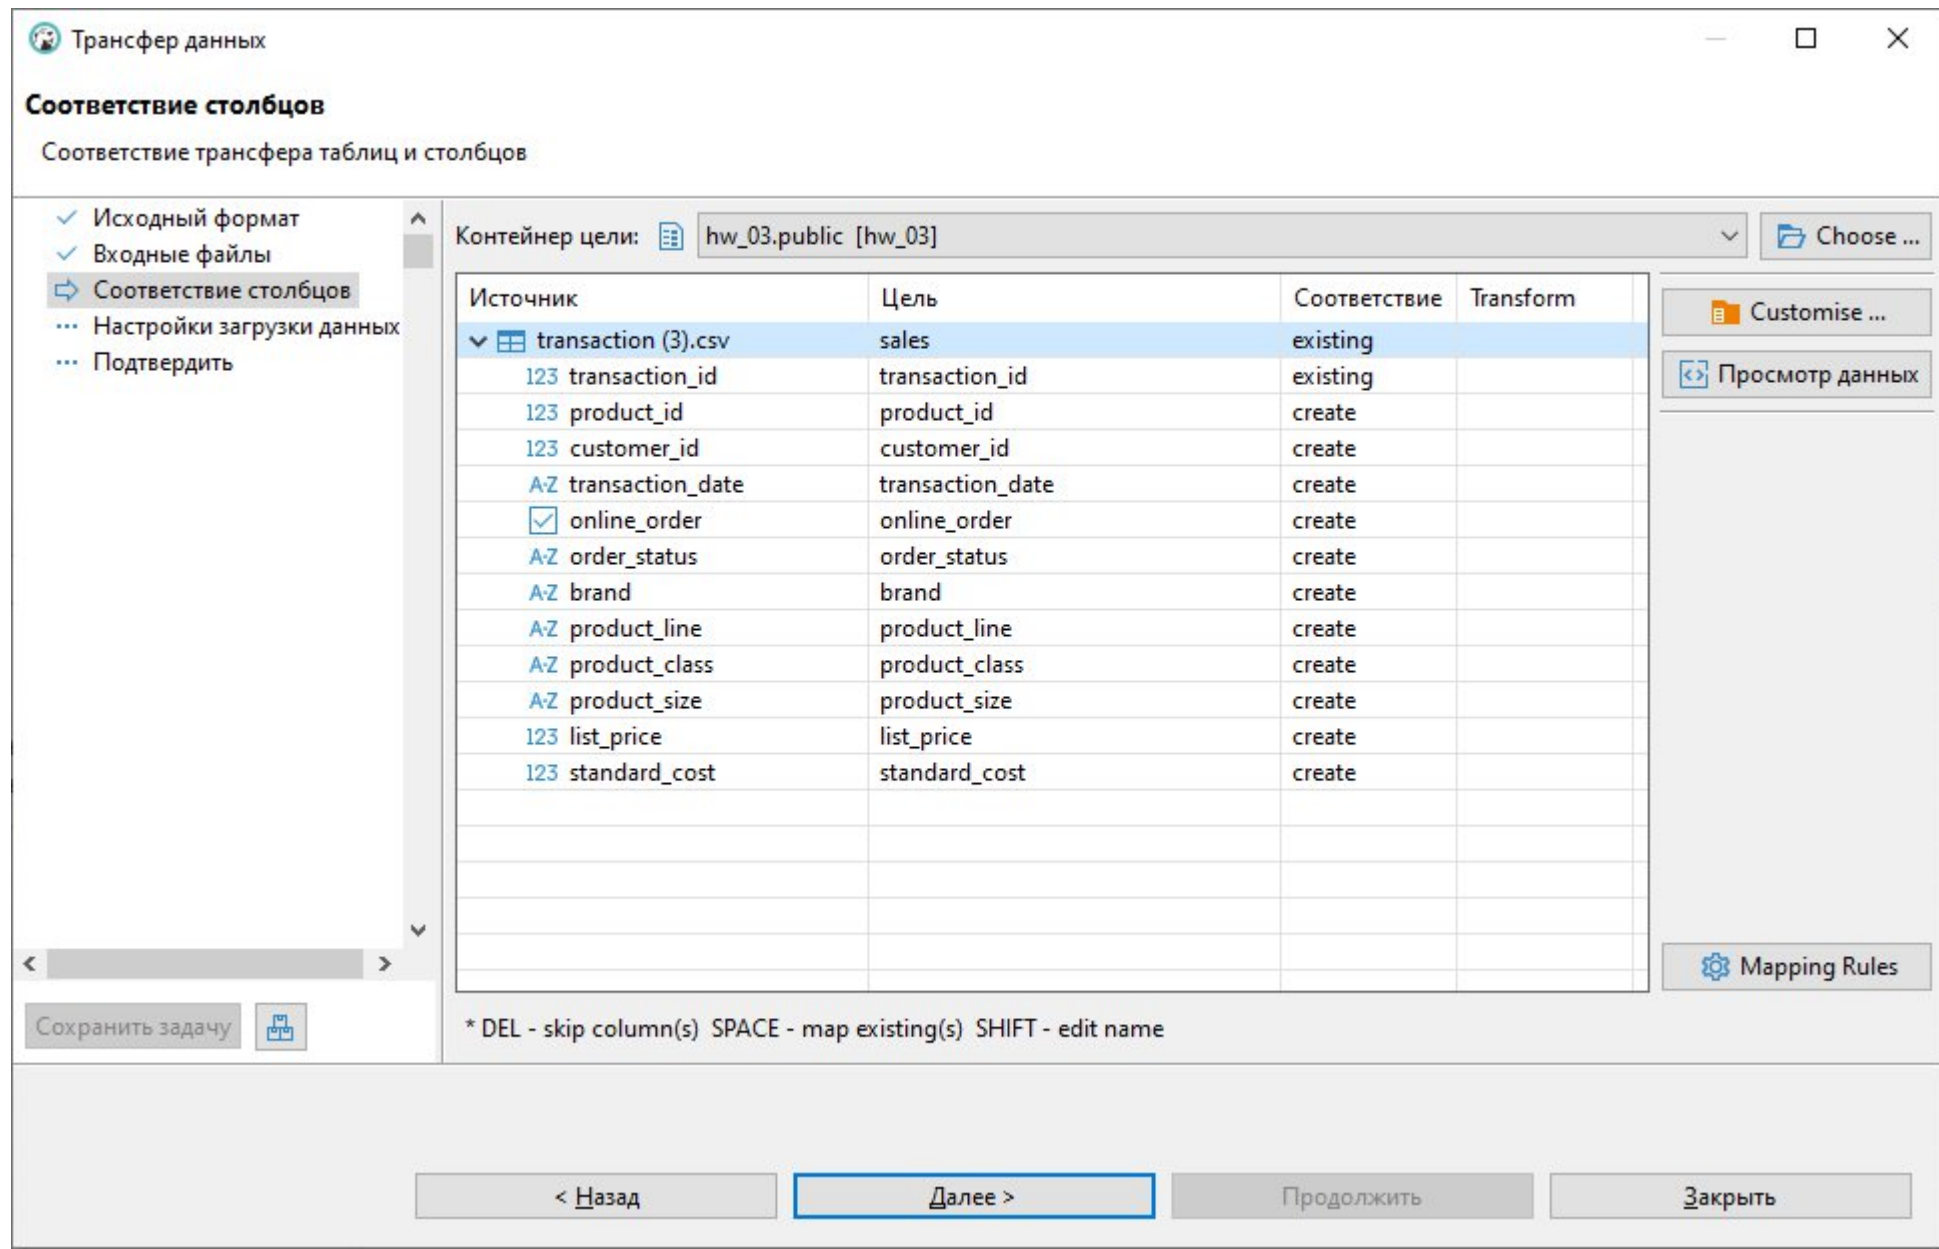 Трансфер данных
Соответствие столбцов
Соответствие трансфера таблиц и столбцов
Исходный формат
Входные файлы
Соответствие столбцов
Настройки загрузки данных
Подтвердить
Сохранить задачу
Контейнер цели: hw_03.public [hw_03] Choose ...
Источник Цель Соответствие Transform
transaction (3).csv sales existing
123 transaction_id transaction_id existing
123 product_id product_id create
123 customer_id customer_id create
A-Z transaction_date transaction_date create
online_order online_order create
A-Z order_status order_status create
A-Z brand brand create
A-Z product_line product_line create
A-Z product_class product_class create
A-Z product_size product_size create
123 list_price list_price create
123 standard_cost standard_cost create
Customise ...
Просмотр данных
Mapping Rules
* DEL - skip column(s) SPACE - map existing(s) SHIFT - edit name
< Назад Далее > Продолжить Закрыть